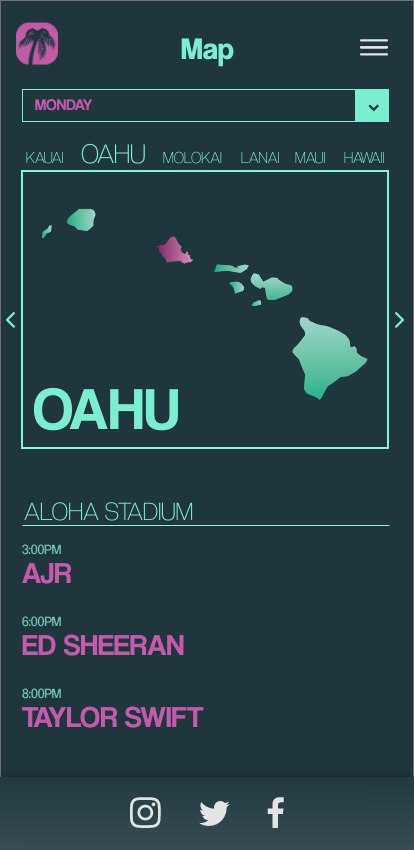 Map
MONDAY
KAUAI OAHU MOLOKAI LANAI MAUI HAWAII
OAHU
ALOHA STADIUM
3:00PM
AJR
6:00PM
ED SHEERAN
8:00PM
TAYLOR SWIFT